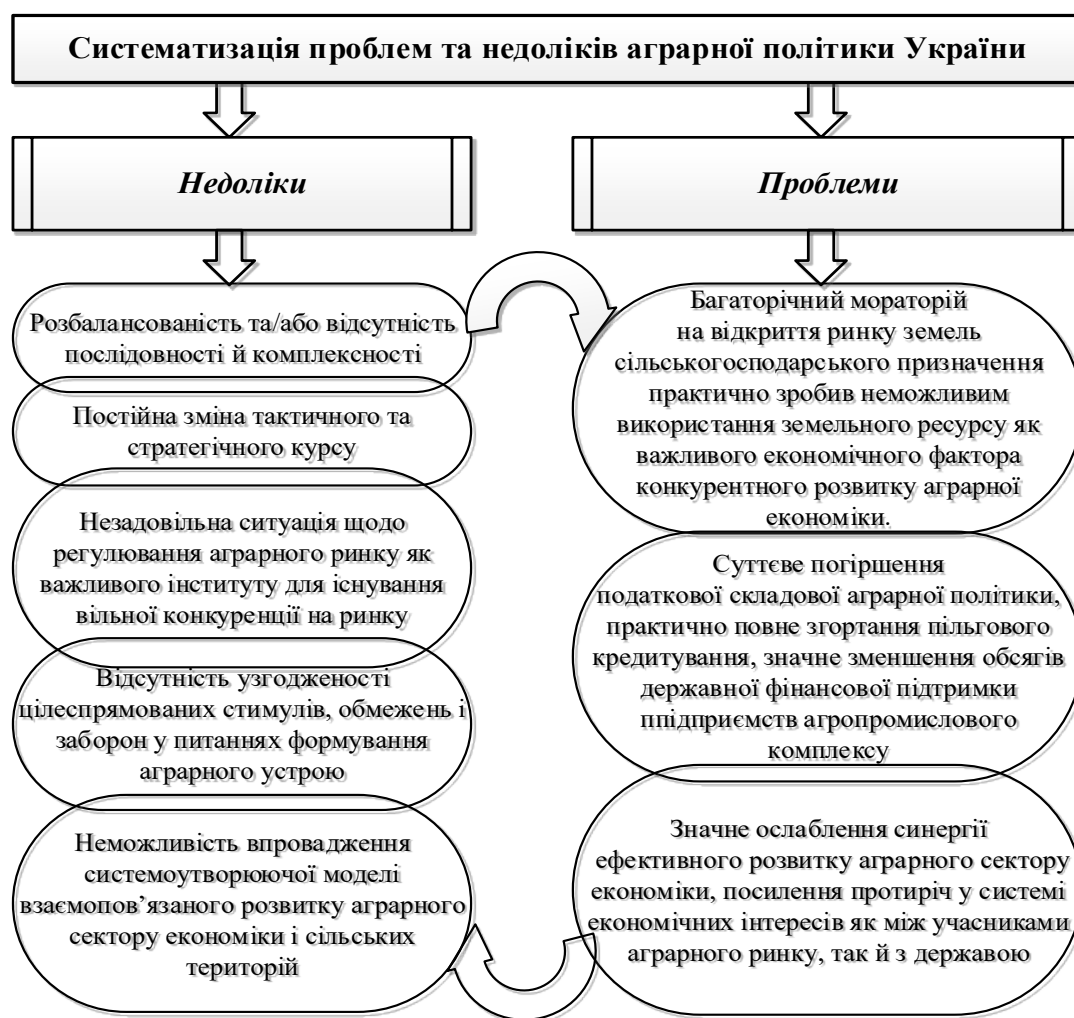 Систематизація проблем та недоліків аграрної політики України
Недоліки
Розбалансованість та/або відсутність
послідовності й комплексності
Постійна зміна тактичного та
стратегічного курсу
Незадовільна ситуація щодо
регулювання аграрного ринку як
важливого інституту для існування
вільної конкуренції на ринку
Відсутність узгодженості
цілеспрямованих стимулів, обмежень і
заборон у питаннях формування
аграрного устрою
Неможливість впровадження
системоутворюючої моделі
взаємопов’язаного розвитку аграрного
сектору економіки і сільських
територій
Проблеми
Багаторічний мораторій
на відкриття ринку земель
сільськогосподарського призначення
практично зробив неможливим
використання земельного ресурсу як
важливого економічного фактора
конкурентного розвитку аграрної
економіки.
Суттєве погіршення
податкової складової аграрної політики,
практично повне згортання пільгового
кредитування, значне зменшення обсягів
державної фінансової підтримки
ппідприємств агропромислового
комплексу
Значне ослаблення синергії
ефективного розвитку аграрного сектору
економіки, посилення протиріч у системі
економічних інтересів як між учасниками
аграрного ринку, так й з державою